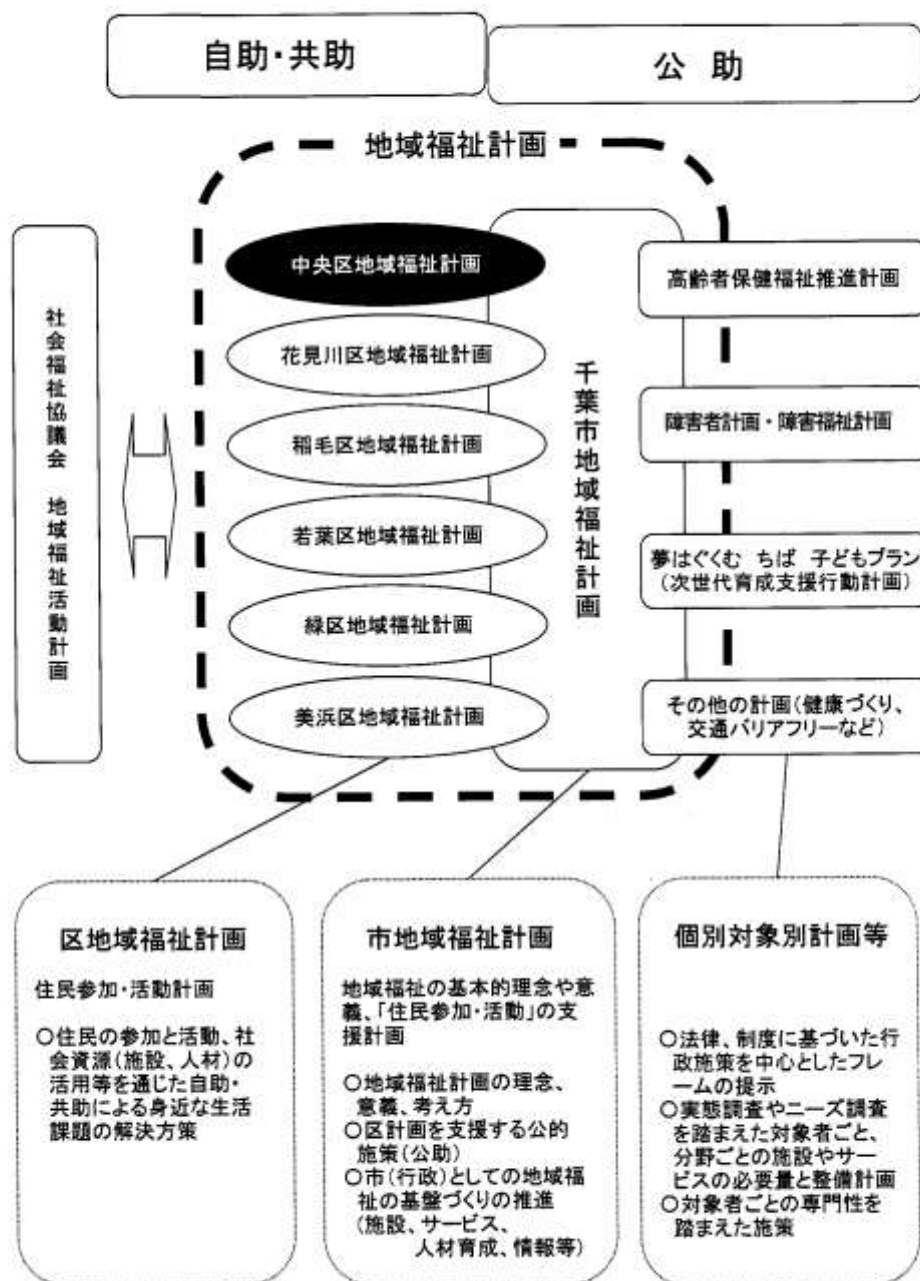 自助・共助
公 助
地域福祉計画
社会福祉協議会 地域福祉活動計画
中央区地域福祉計画
花見川区地域福祉計画
稲毛区地域福祉計画
若葉区地域福祉計画
緑区地域福祉計画
美浜区地域福祉計画
千葉市地域福祉計画
高齢者保健福祉推進計画
障害者計画・障害福祉計画
夢はぐくむ ちば 子どもプラン
(次世代育成支援行動計画)
その他の計画(健康づくり、
交通バリアフリーなど)
区地域福祉計画
住民参加・活動計画
○住民の参加と活動、社
会資源(施設、人材)の
活用等を通じた自助・
共助による身近な生活
課題の解決方策
市地域福祉計画
地域福祉の基本的理念や意
義、「住民参加・活動」の支
援計画
○地域福祉計画の理念、
意義、考え方
○区計画を支援する公的
施策(公助)
○市(行政)としての地域福
祉の基盤づくりの推進
(施設、サービス、
人材育成、情報等)
個別対象別計画等
○法律、制度に基づいた行
政施策を中心としたフレ
ームの提示
○実態調査やニーズ調査
を踏まえた対象者ごと、
分野ごとの施設やサー
ビスの必要量と整備計画
○対象者ごとの専門性を
踏まえた施策